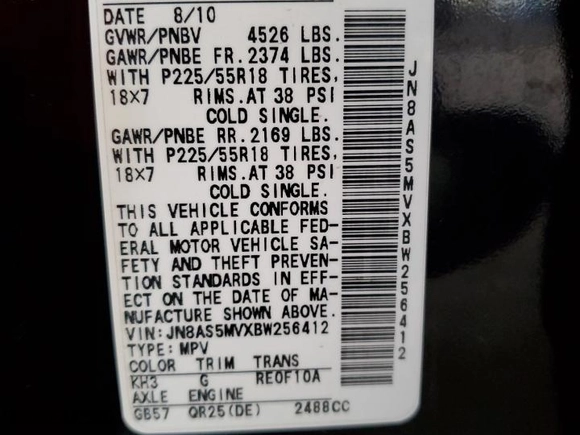 DATE 8/10
GVWR/PNBV 4526 LBS.
GAWR/PNBE FR. 2374 LBS.
WITH P225/55R18 TIRES,
18×7 RIMS. AT 38 PSI
COLD SINGLE.
GAWR/PNBE RR. 2169 LBS.
WITH P225/55R18 TIRES,
18×7 RIMS. AT 38 PSI
COLD SINGLE.
THIS VEHICLE CONFORMS
TO ALL APPLICABLE FED-
ERAL MOTOR VEHICLE SA-
FETY AND THEFT PREVEN-
TION STANDARDS IN EFF-
ECT ON THE DATE OF MA-
NUFACTURE SHOWN ABOVE.
VIN: JN8AS5MVXBW256412
TYPE: MPV
COLOR TRIM TRANS
KH3 G RE0F10A
AXLE ENGINE
GB57 QR25(DE) 2488CC
JN8AS5MVXBW256412